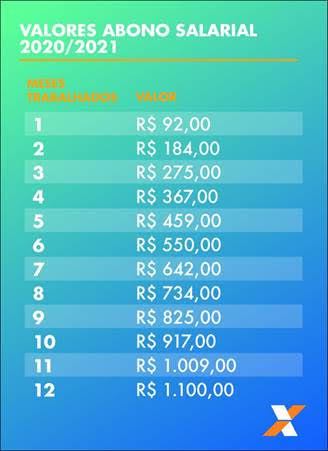 VALORES ABONO SALARIAL
2020/2021
MESES
TRABALHADOS VALOR
1 R$ 92,00
2 R$ 184,00
3 R$ 275,00
4 R$ 367,00
5 R$ 459,00
6 R$ 550,00
7 R$ 642,00
8 R$ 734,00
9 R$ 825,00
10 R$ 917,00
11 R$ 1.009,00
12 R$ 1.100,00